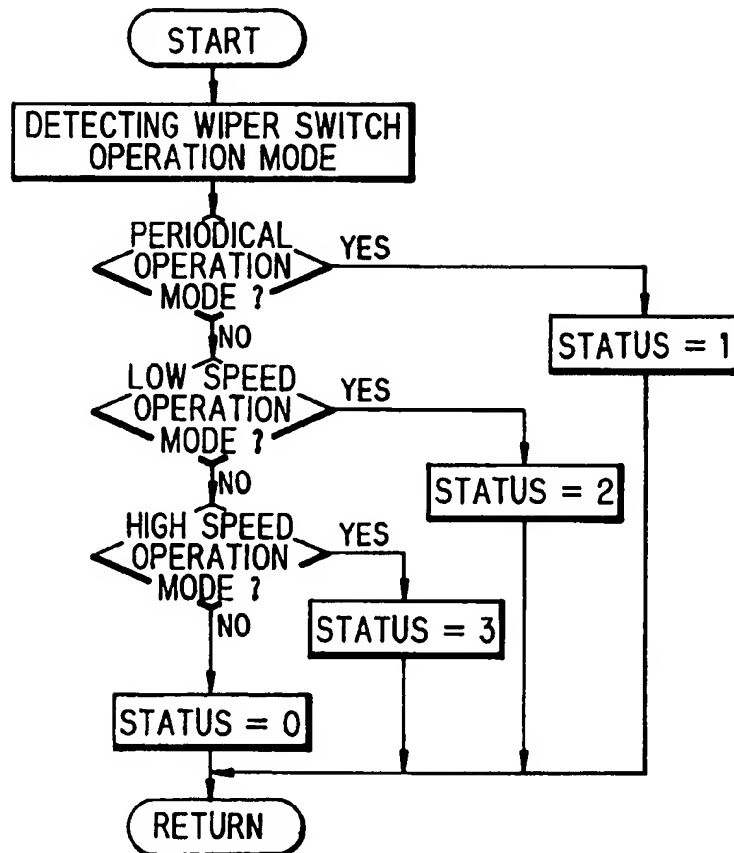 START
DETECTING WIPER SWITCH
OPERATION MODE
PERIODICAL
OPERATION
MODE ?
YES
NO
STATUS = 1
LOW SPEED
OPERATION
MODE ?
YES
NO
STATUS = 2
HIGH SPEED
OPERATION
MODE ?
YES
NO
STATUS = 3
STATUS = 0
RETURN